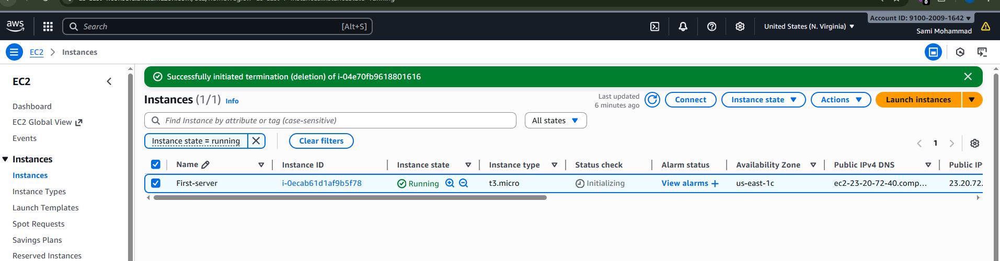 aws
Search [Alt+S]
United States (N. Virginia)
Account ID: 9100-2009-1642
Sami Mohammad
0
EC2 > Instances
EC2
Dashboard
EC2 Global View
Events
Instances
Instances
Instance Types
Launch Templates
Spot Requests
Savings Plans
Reserved Instances
Successfully initiated termination (deletion) of i-04e70fb9618801616
Instances (1/1) Info
Last updated
6 minutes ago
Connect
Instance state
Actions
Launch instances
Find Instance by attribute or tag (case-sensitive)
All states
Instance state = running
Clear filters
1
Name Instance ID Instance state Instance type Status check Alarm status Availability Zone Public IPv4 DNS Public IP
First-server i-0ecab61d1af9b5f78 Running t3.micro Initializing View alarms + us-east-1c ec2-23-20-72-40.comp... 23.20.72.